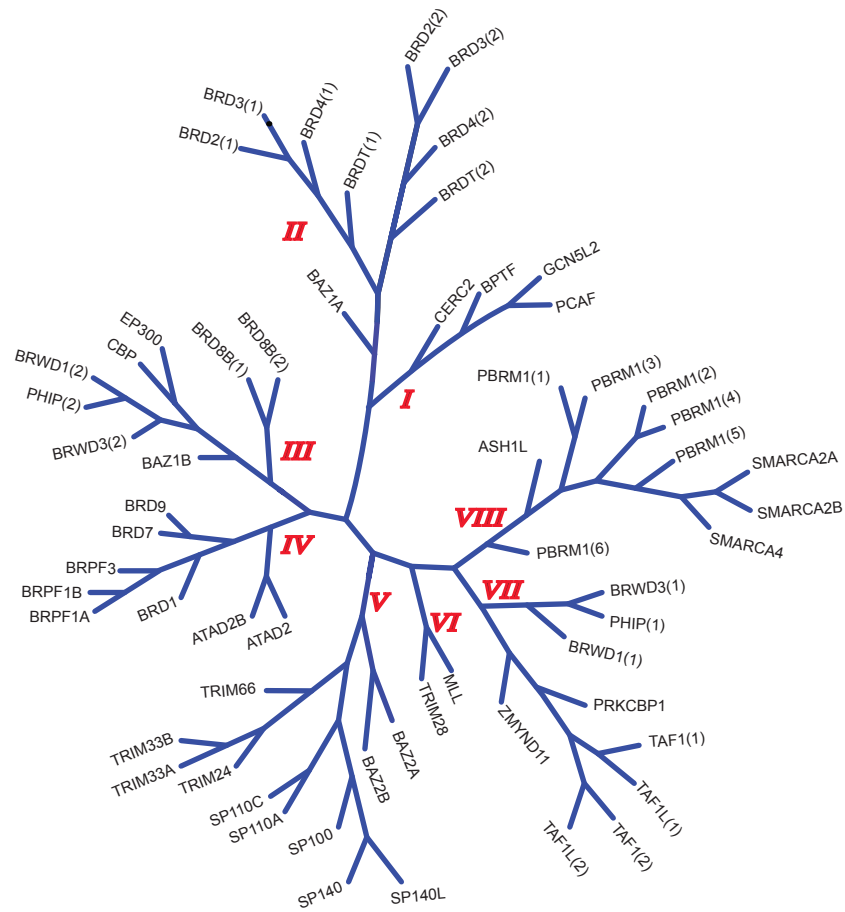 BRD2(2)
BRD3(2)
BRD3(1)
BRD4(1)
BRD2(1)
BRD4(2)
BRDT(1)
BRDT(2)
II
BAZ1A
CERC2
BPTF
GCN5L2
PCAF
I
EP300
CBP
BRD8B(1)
BRD8B(2)
BRWD1(2)
PHIP(2)
BRWD3(2)
BAZ1B
III
PBRM1(1)
PBRM1(3)
PBRM1(2)
PBRM1(4)
PBRM1(5)
ASH1L
SMARCA2A
SMARCA2B
SMARCA4
VIII
PBRM1(6)
BRD9
BRD7
IV
BRPF3
BRPF1B
BRPF1A
BRD1
ATAD2B
ATAD2
V
VI
VII
BRWD3(1)
PHIP(1)
BRWD1(1)
TRIM66
TRIM33B
TRIM33A
TRIM24
MLL
TRIM28
BAZ2A
BAZ2B
ZMYND11
PRKCBP1
TAF1(1)
TAF1L(1)
TAF1(2)
TAF1L(2)
SP110C
SP110A
SP100
SP140
SP140L